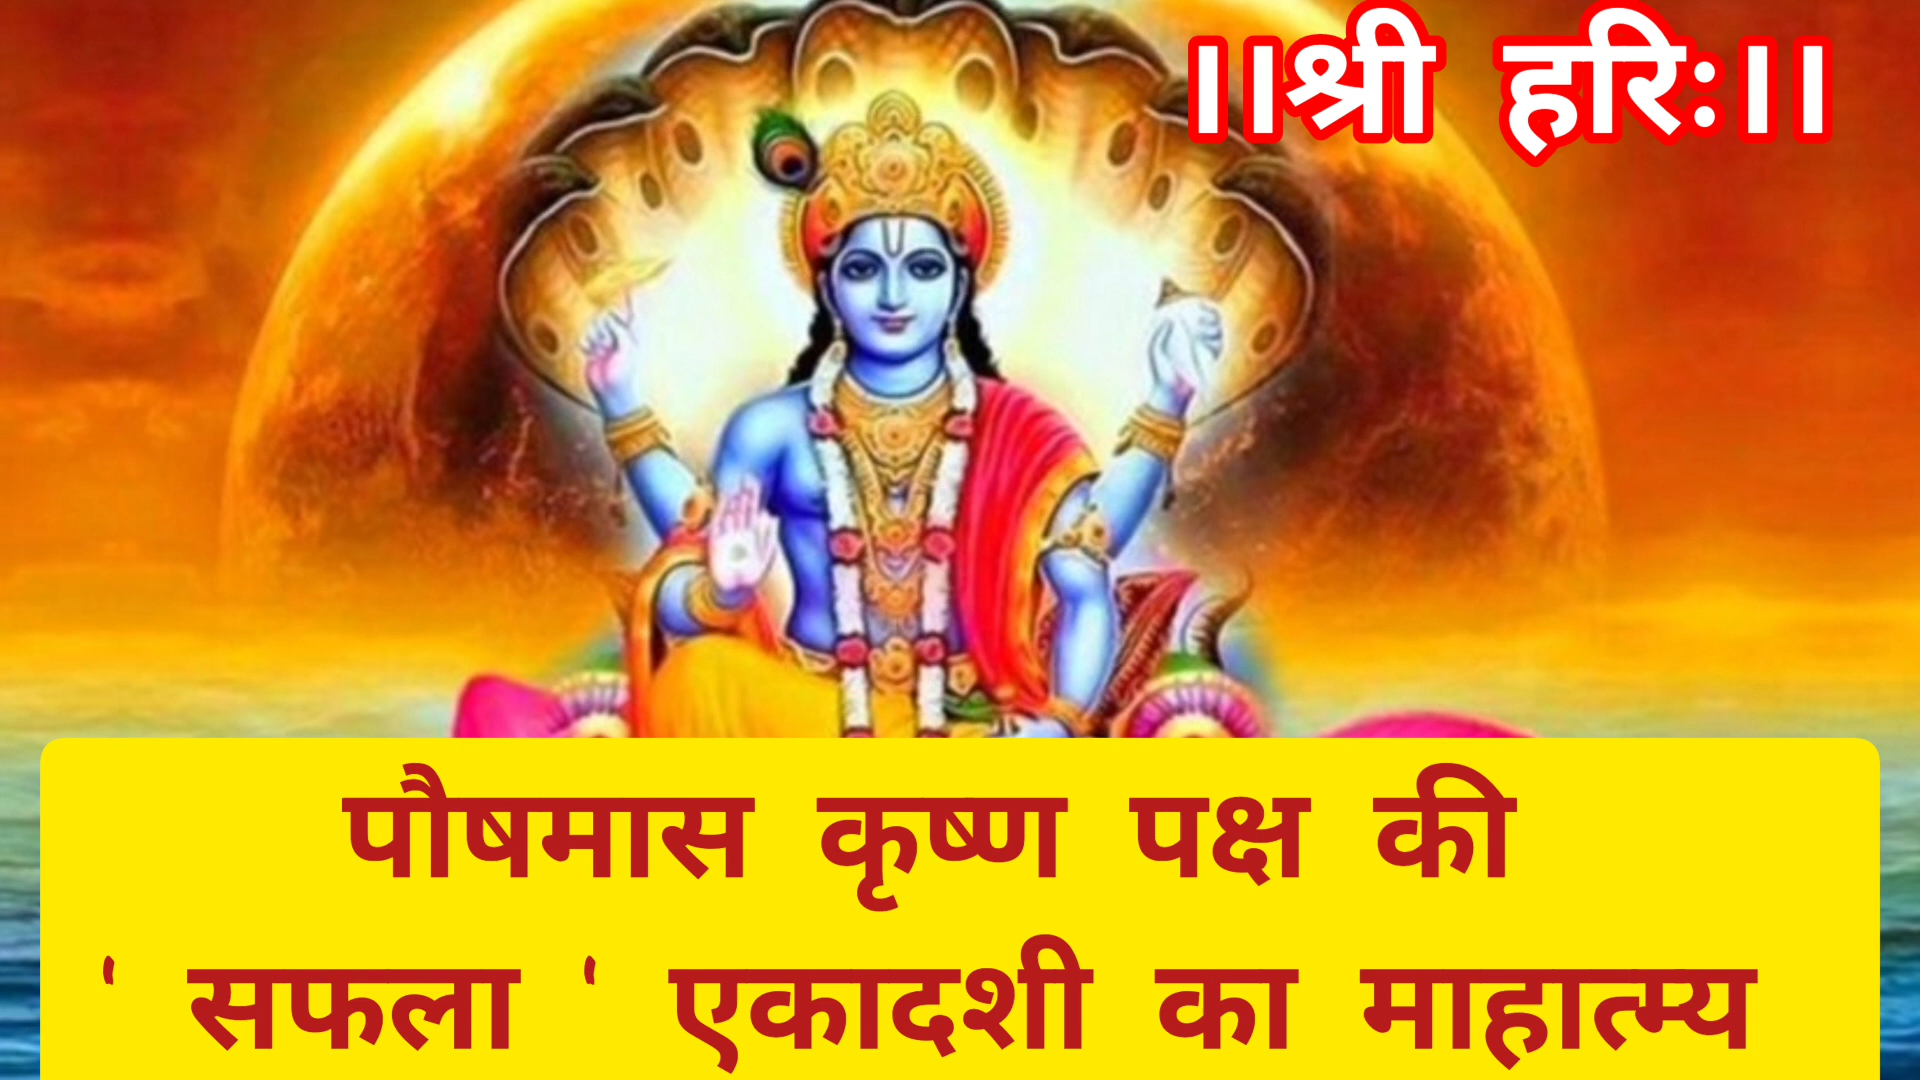 ।।श्री हरिः।।
पौषमास कृष्ण पक्ष की
‘ सफला ‘ एकादशी का माहात्म्य